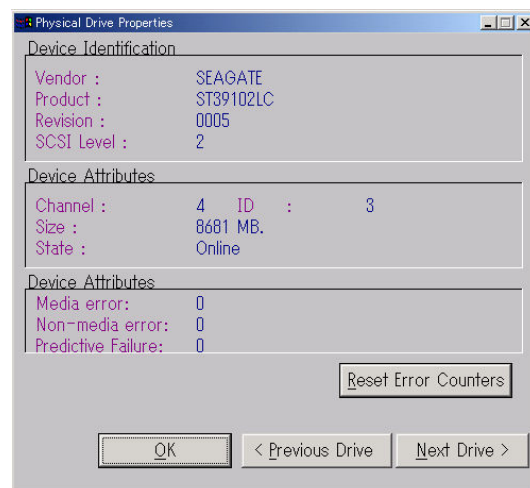 Physical Drive Properties
Device Identification
Vendor : SEAGATE
Product : ST39102LC
Revision : 0005
SCSI Level : 2
Device Attributes
Channel : 4 ID : 3
Size : 8681 MB.
State : Online
Device Attributes
Media error: 0
Non-media error: 0
Predictive Failure: 0
Reset Error Counters
OK
< Previous Drive
Next Drive >